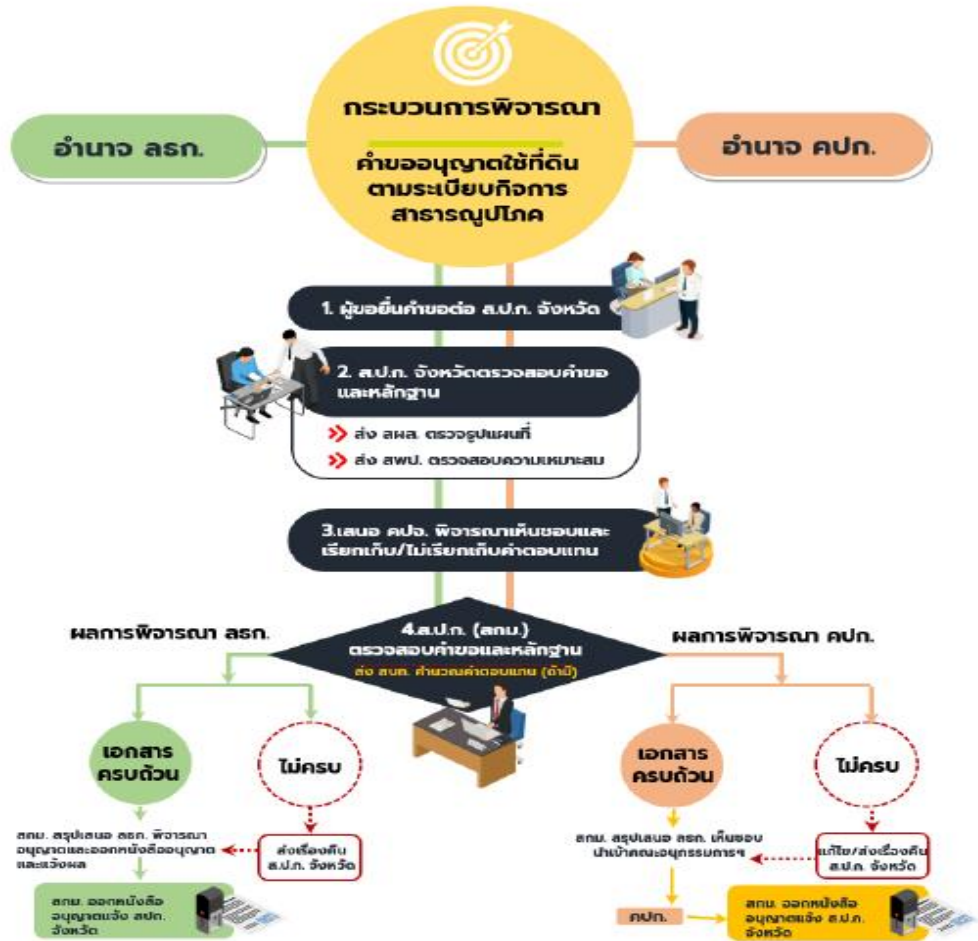 กระบวนการพิจารณา
คำขออนุญาตใช้ที่ดิน
ตามระเบียบกิจการ
สาธารณูปโภค
อำนาจ ลธก.
อำนาจ คปก.
1. ผู้ขอยื่นคำขอต่อ ส.ป.ก. จังหวัด
2. ส.ป.ก. จังหวัดตรวจสอบคำขอ
และหลักฐาน
ส่ง สผส. ตรวจรูปแผนที่
ส่ง สพป. ตรวจสอบความเหมาะสม
3.เสนอ คปจ. พิจารณาเห็นชอบและ
เรียกเก็บ/ไม่เรียกเก็บค่าตอบแทน
4.ส.ป.ก. (สกม.)
ตรวจสอบคำขอและหลักฐาน
ส่ง สบท. คำนวณค่าตอบแทน (ถ้ามี)
ผลการพิจารณา ลธก.
เอกสาร
ครบถ้วน
ไม่ครบ
สกม. สรุปเสนอ ลธก. พิจารณา
อนุญาตและออกหนังสืออนุญาต
และแจ้งผล
ส่งเรื่องคืน
ส.ป.ก. จังหวัด
สกม. ออกหนังสือ
อนุญาตแจ้ง สปก.
จังหวัด
ผลการพิจารณา คปก.
เอกสาร
ครบถ้วน
ไม่ครบ
สกม. สรุปเสนอ ลธก. เห็นชอบ
นำเข้าคณะอนุกรรมการฯ
แก้ไข/ส่งเรื่องคืน
ส.ป.ก. จังหวัด
คปก.
สกม. ออกหนังสือ
อนุญาตแจ้ง ส.ป.ก.
จังหวัด